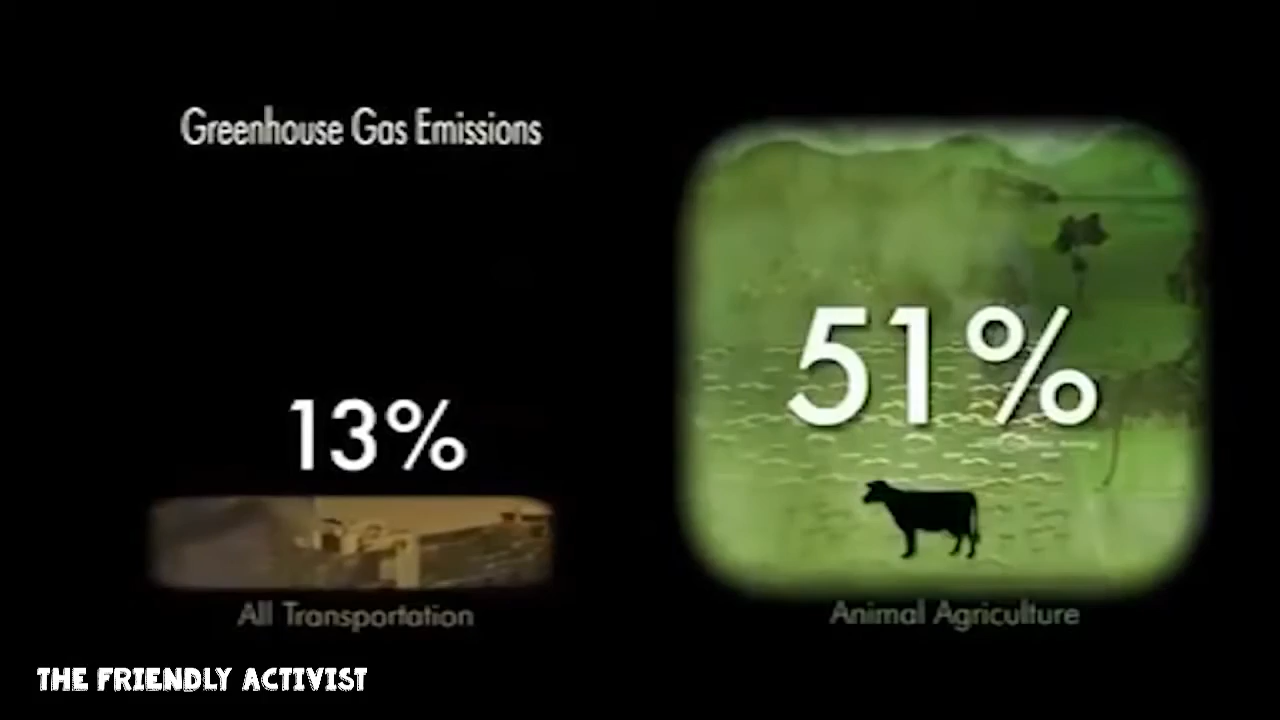 Greenhouse Gas Emissions
13%
All Transportation
51%
Animal Agriculture
THE FRIENDLY ACTIVIST